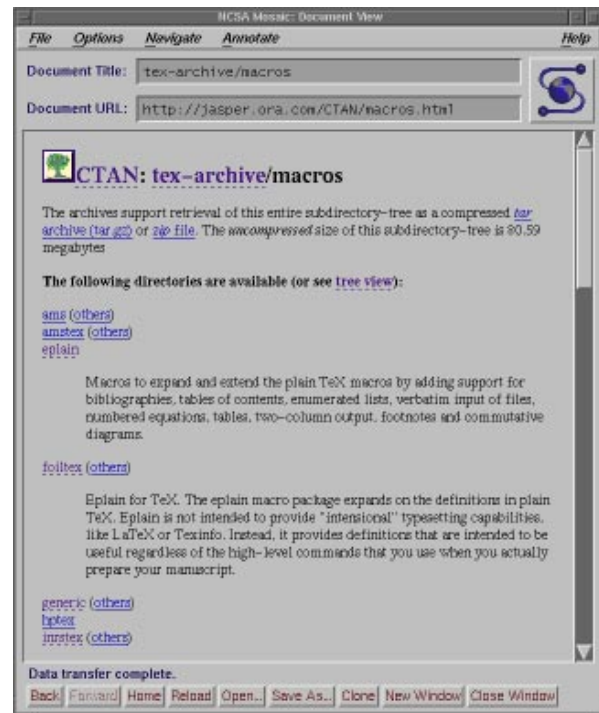 NCSA Mosaic: Document View
File Options Navigate Annotate Help
Document Title: tex-archive/macros
Document URL: http://jasper.ora.com/CTAN/macros.html
CTAN: tex-archive/macros
The archives support retrieval of this entire subdirectory-tree as a compressed tar
archive (tar.gz) or zip file. The uncompressed size of this subdirectory-tree is 80.59
megabytes
The following directories are available (or see tree view):
ams (others)
amstex (others)
eplain
Macros to expand and extend the plain TeX macros by adding support for
bibliographies, tables of contents, enumerated lists, verbatim input of files,
numbered equations, tables, two-column output, footnotes and commutative
diagrams.
foiltex (others)
Eplain for TeX. The eplain macro package expands on the definitions in plain
TeX. Eplain is not intended to provide "intensional" typesetting capabilities,
like LaTeX or Texinfo. Instead, it provides definitions that are intended to be
useful regardless of the high-level commands that you use when you actually
prepare your manuscript.
generic (others)
hptex
inrstex (others)
Data transfer complete.
Back Forward Home Reload Open... Save As... Clone New Window Close Window